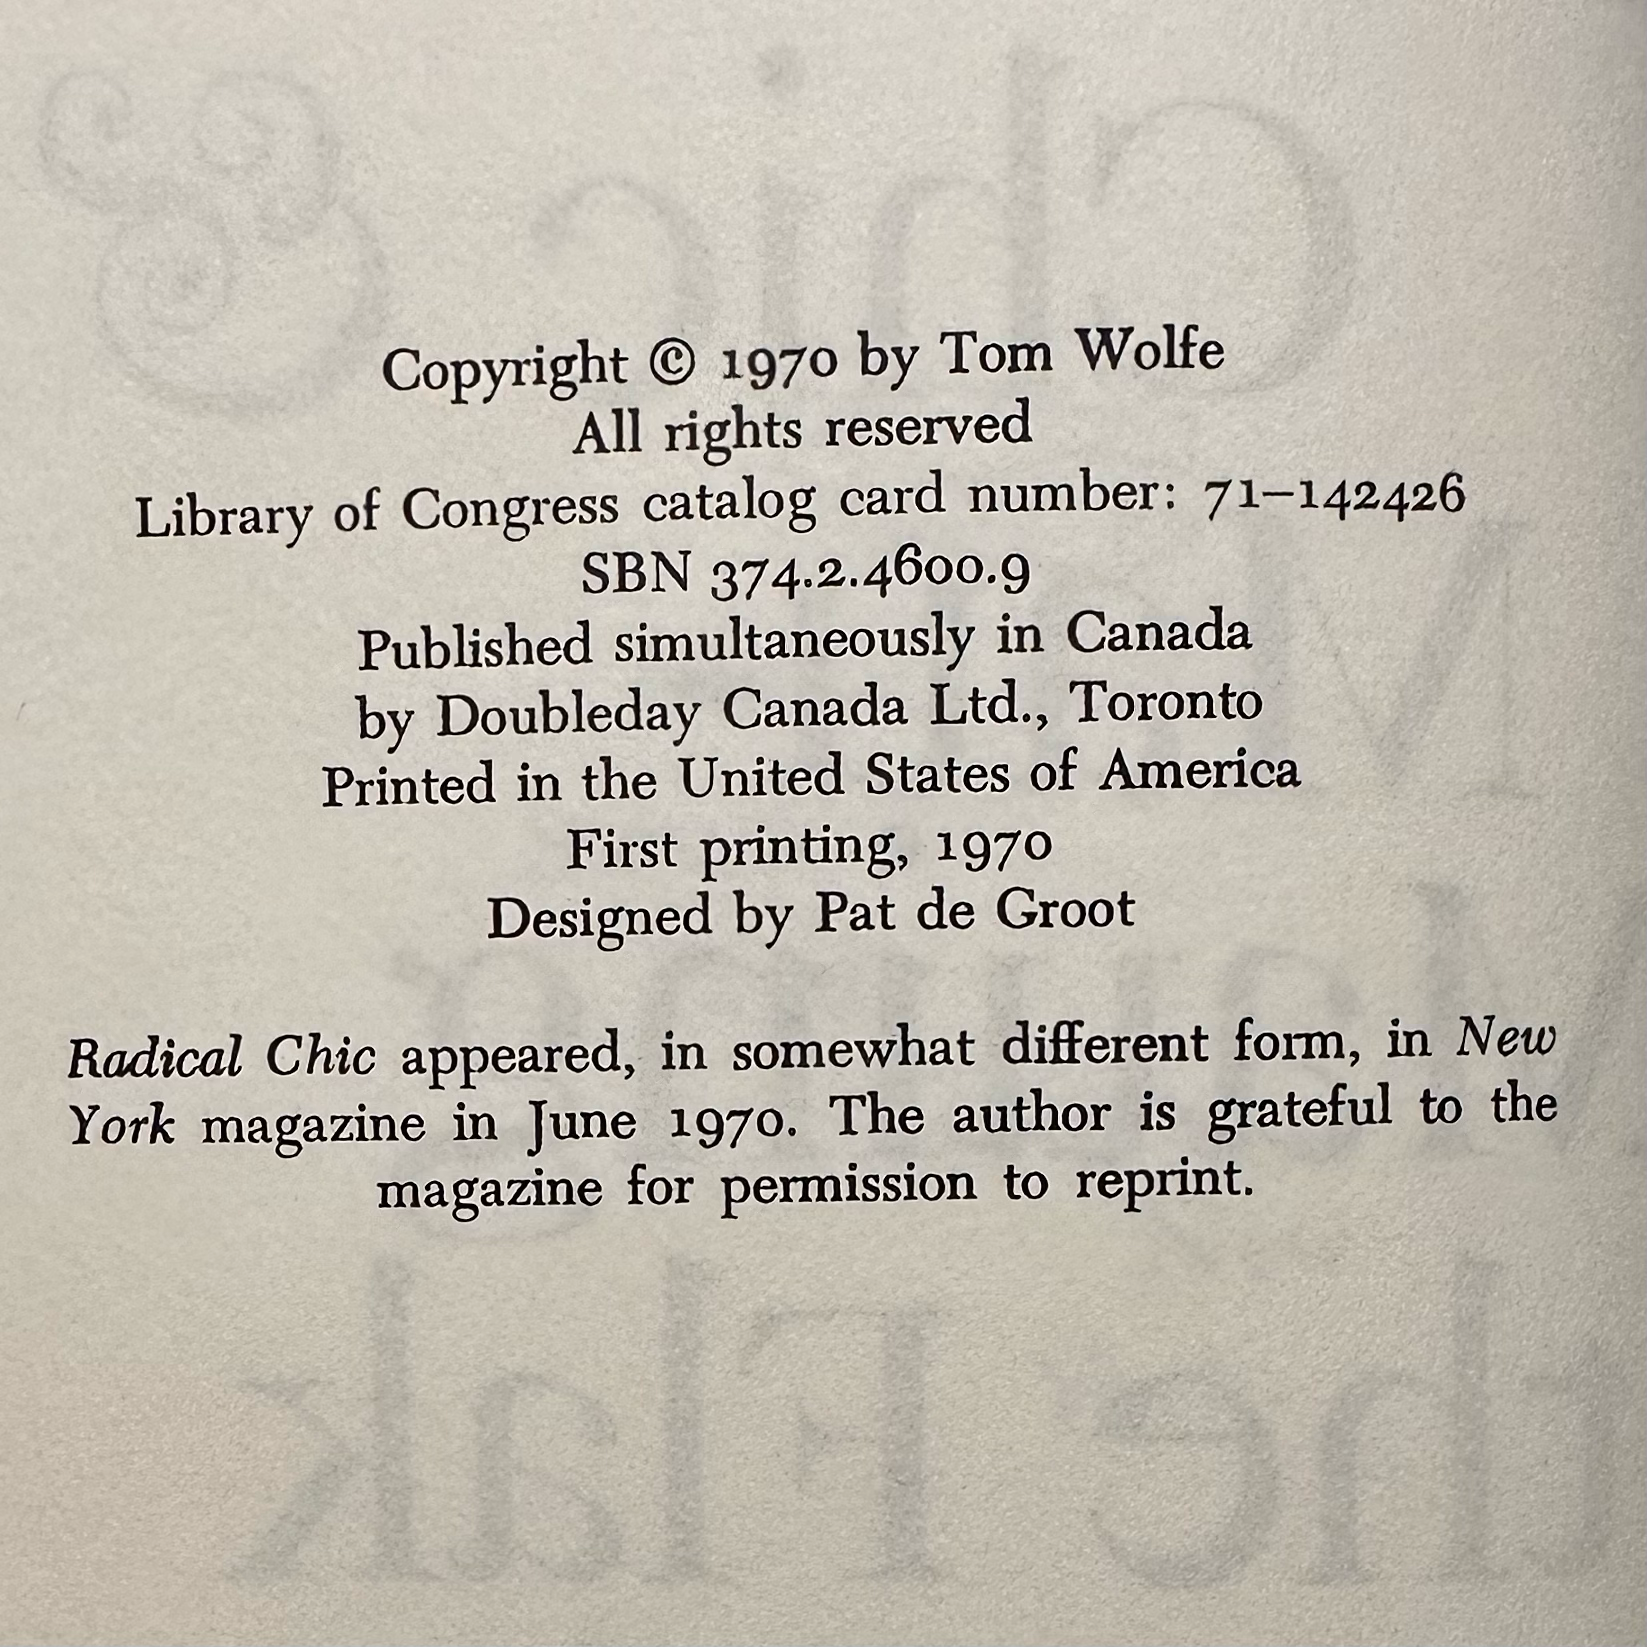 Copyright © 1970 by Tom Wolfe
All rights reserved
Library of Congress catalog card number: 71–142426
SBN 374.2.4600.9
Published simultaneously in Canada
by Doubleday Canada Ltd., Toronto
Printed in the United States of America
First printing, 1970
Designed by Pat de Groot
Radical Chic appeared, in somewhat different form, in New
York magazine in June 1970. The author is grateful to the
magazine for permission to reprint.